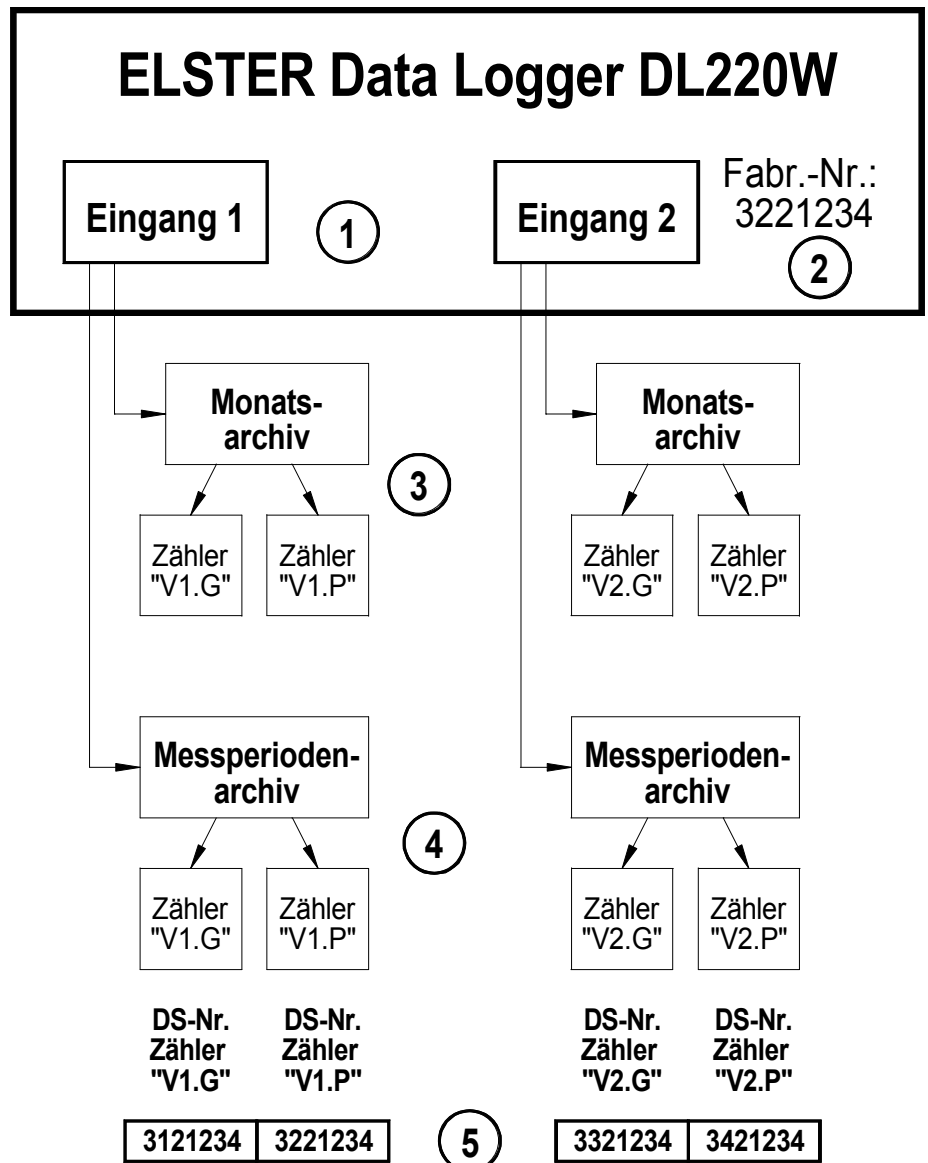 ELSTER Data Logger DL220W
Eingang 1
1
Eingang 2
Fabr.-Nr.:
3221234
2
Monats-
archiv
Monats-
archiv
3
Zähler
"V1.G"
Zähler
"V1.P"
Zähler
"V2.G"
Zähler
"V2.P"
Messperioden-
archiv
Messperioden-
archiv
4
Zähler
"V1.G"
Zähler
"V1.P"
Zähler
"V2.G"
Zähler
"V2.P"
DS-Nr.
Zähler
"V1.G"
DS-Nr.
Zähler
"V1.P"
DS-Nr.
Zähler
"V2.G"
DS-Nr.
Zähler
"V2.P"
3121234
3221234
5
3321234
3421234